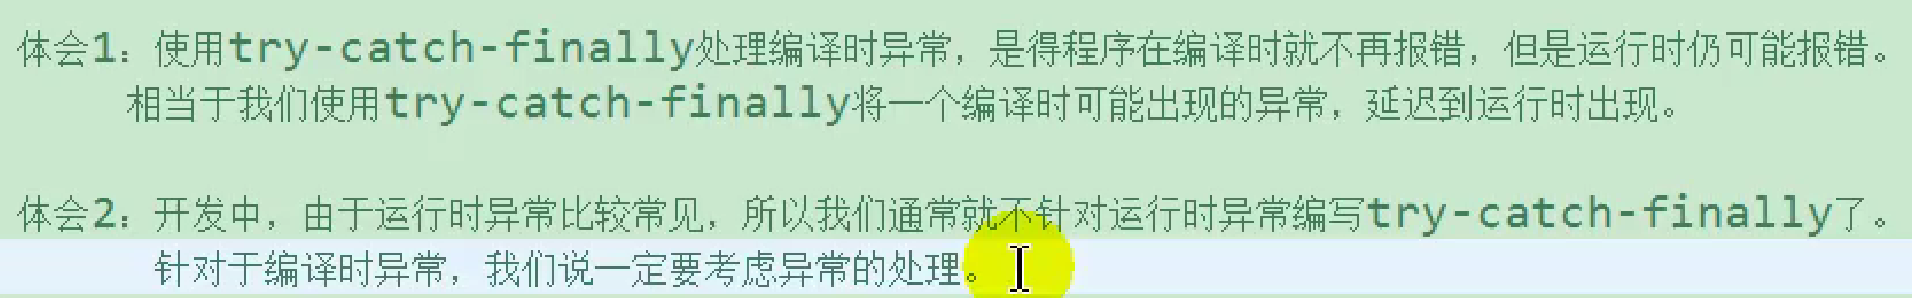 体会1：使用try-catch-finally处理编译时异常，是得程序在编译时就不再报错，但是运行时仍可能报错。
相当于我们使用try-catch-finally将一个编译时可能出现的异常，延迟到运行时出现。
体会2：开发中，由于运行时异常比较常见，所以我们通常就不针对运行时异常编写try-catch-finally了。
针对于编译时异常，我们说一定要考虑异常的处理。